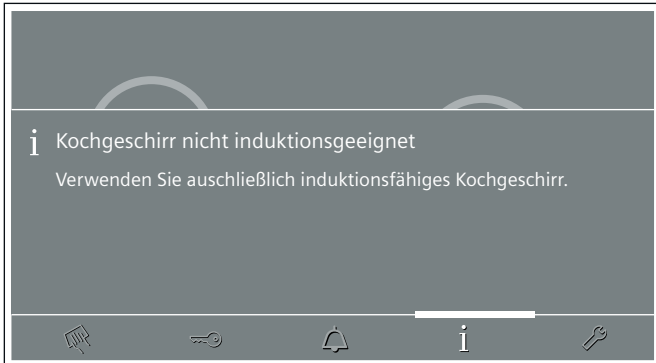 i Kochgeschirr nicht induktionsgeeignet
Verwenden Sie auschließlich induktionsfähiges Kochgeschirr.
i